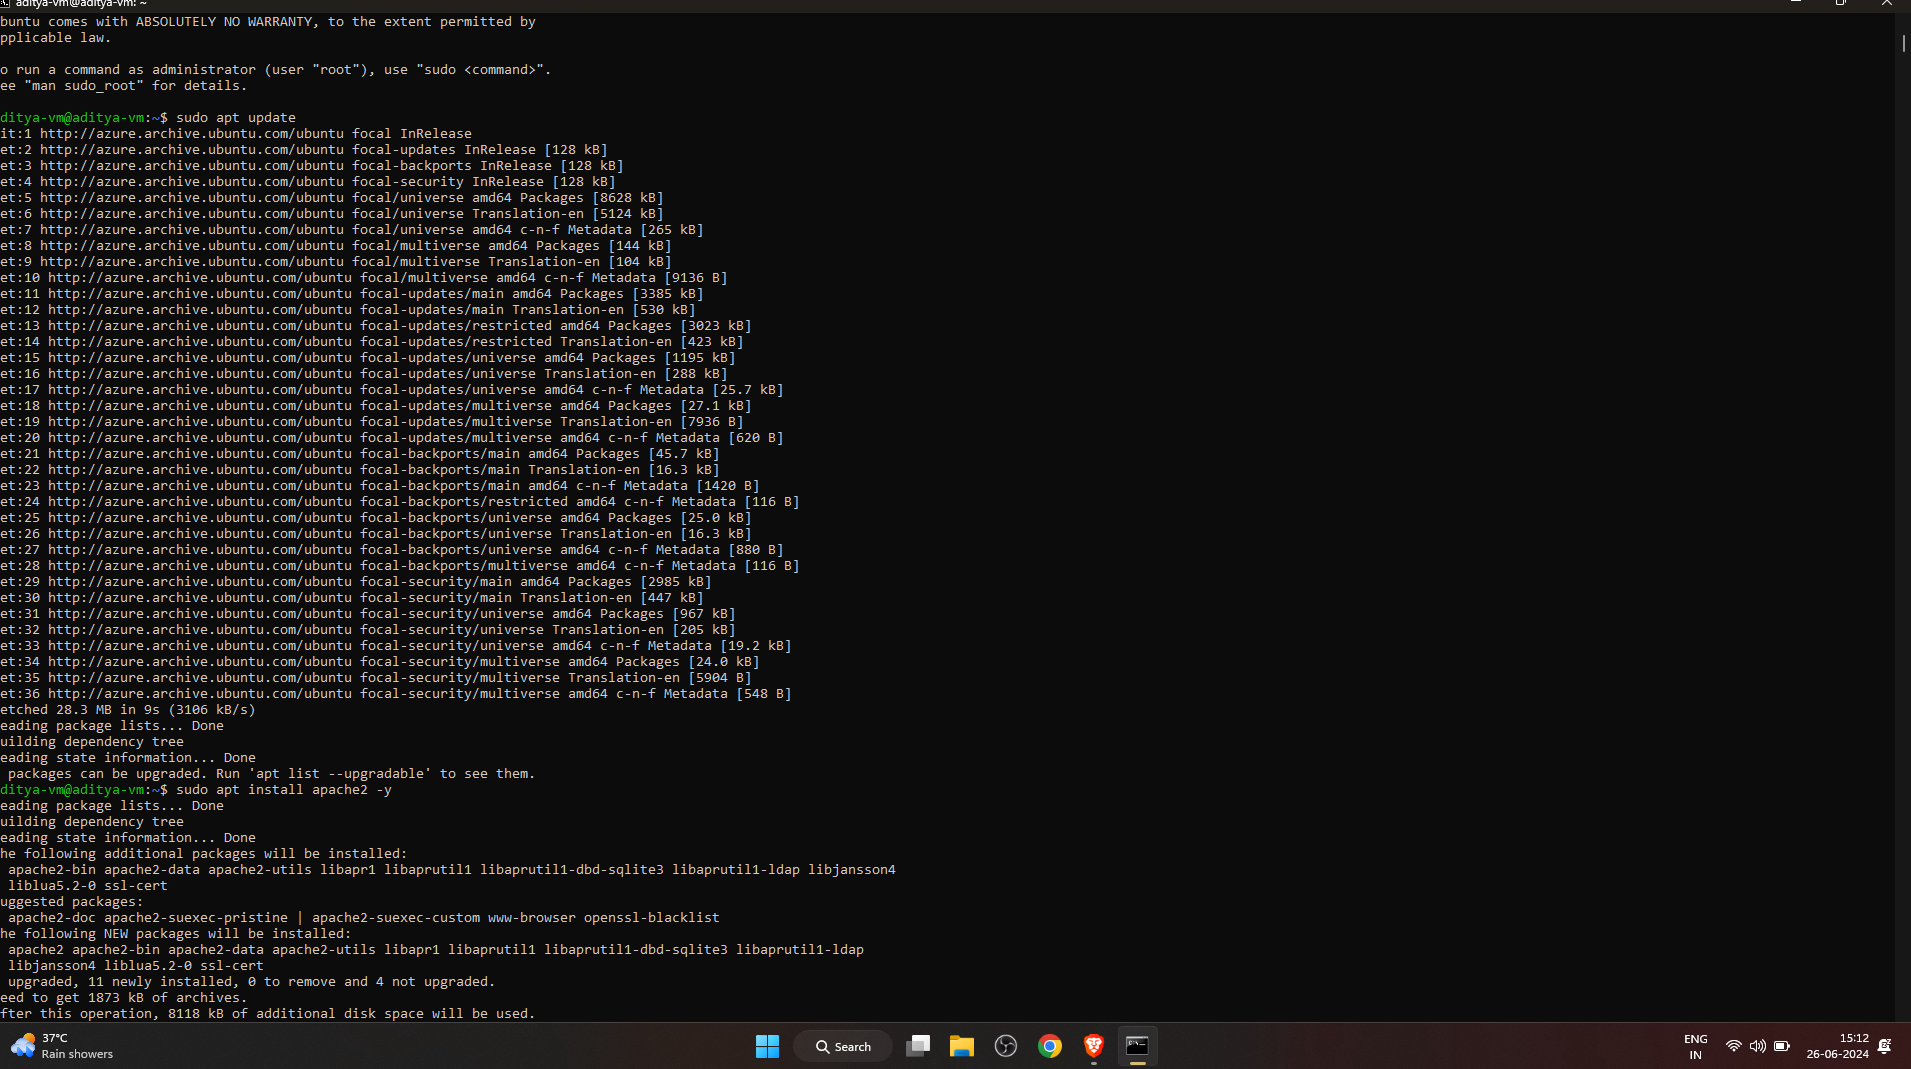 aditya-vm@aditya-vm: ~
buntu comes with ABSOLUTELY NO WARRANTY, to the extent permitted by
pplicable law.
o run a command as administrator (user "root"), use "sudo <command>".
ee "man sudo_root" for details.
ditya-vm@aditya-vm:~$ sudo apt update
it:1 http://azure.archive.ubuntu.com/ubuntu focal InRelease
et:2 http://azure.archive.ubuntu.com/ubuntu focal-updates InRelease [128 kB]
et:3 http://azure.archive.ubuntu.com/ubuntu focal-backports InRelease [128 kB]
et:4 http://azure.archive.ubuntu.com/ubuntu focal-security InRelease [128 kB]
et:5 http://azure.archive.ubuntu.com/ubuntu focal/universe amd64 Packages [8628 kB]
et:6 http://azure.archive.ubuntu.com/ubuntu focal/universe Translation-en [5124 kB]
et:7 http://azure.archive.ubuntu.com/ubuntu focal/universe amd64 c-n-f Metadata [265 kB]
et:8 http://azure.archive.ubuntu.com/ubuntu focal/multiverse amd64 Packages [144 kB]
et:9 http://azure.archive.ubuntu.com/ubuntu focal/multiverse Translation-en [104 kB]
et:10 http://azure.archive.ubuntu.com/ubuntu focal/multiverse amd64 c-n-f Metadata [9136 B]
et:11 http://azure.archive.ubuntu.com/ubuntu focal-updates/main amd64 Packages [3385 kB]
et:12 http://azure.archive.ubuntu.com/ubuntu focal-updates/main Translation-en [530 kB]
et:13 http://azure.archive.ubuntu.com/ubuntu focal-updates/restricted amd64 Packages [3023 kB]
et:14 http://azure.archive.ubuntu.com/ubuntu focal-updates/restricted Translation-en [423 kB]
et:15 http://azure.archive.ubuntu.com/ubuntu focal-updates/universe amd64 Packages [1195 kB]
et:16 http://azure.archive.ubuntu.com/ubuntu focal-updates/universe Translation-en [288 kB]
et:17 http://azure.archive.ubuntu.com/ubuntu focal-updates/universe amd64 c-n-f Metadata [25.7 kB]
et:18 http://azure.archive.ubuntu.com/ubuntu focal-updates/multiverse amd64 Packages [27.1 kB]
et:19 http://azure.archive.ubuntu.com/ubuntu focal-updates/multiverse Translation-en [7936 B]
et:20 http://azure.archive.ubuntu.com/ubuntu focal-updates/multiverse amd64 c-n-f Metadata [620 B]
et:21 http://azure.archive.ubuntu.com/ubuntu focal-backports/main amd64 Packages [45.7 kB]
et:22 http://azure.archive.ubuntu.com/ubuntu focal-backports/main Translation-en [16.3 kB]
et:23 http://azure.archive.ubuntu.com/ubuntu focal-backports/main amd64 c-n-f Metadata [1420 B]
et:24 http://azure.archive.ubuntu.com/ubuntu focal-backports/restricted amd64 c-n-f Metadata [116 B]
et:25 http://azure.archive.ubuntu.com/ubuntu focal-backports/universe amd64 Packages [25.0 kB]
et:26 http://azure.archive.ubuntu.com/ubuntu focal-backports/universe Translation-en [16.3 kB]
et:27 http://azure.archive.ubuntu.com/ubuntu focal-backports/universe amd64 c-n-f Metadata [880 B]
et:28 http://azure.archive.ubuntu.com/ubuntu focal-backports/multiverse amd64 c-n-f Metadata [116 B]
et:29 http://azure.archive.ubuntu.com/ubuntu focal-security/main amd64 Packages [2985 kB]
et:30 http://azure.archive.ubuntu.com/ubuntu focal-security/main Translation-en [447 kB]
et:31 http://azure.archive.ubuntu.com/ubuntu focal-security/universe amd64 Packages [967 kB]
et:32 http://azure.archive.ubuntu.com/ubuntu focal-security/universe Translation-en [205 kB]
et:33 http://azure.archive.ubuntu.com/ubuntu focal-security/universe amd64 c-n-f Metadata [19.2 kB]
et:34 http://azure.archive.ubuntu.com/ubuntu focal-security/multiverse amd64 Packages [24.0 kB]
et:35 http://azure.archive.ubuntu.com/ubuntu focal-security/multiverse Translation-en [5904 B]
et:36 http://azure.archive.ubuntu.com/ubuntu focal-security/multiverse amd64 c-n-f Metadata [548 B]
etched 28.3 MB in 9s (3106 kB/s)
eading package lists... Done
uilding dependency tree
eading state information... Done
packages can be upgraded. Run 'apt list --upgradable' to see them.
ditya-vm@aditya-vm:~$ sudo apt install apache2 -y
eading package lists... Done
uilding dependency tree
eading state information... Done
he following additional packages will be installed:
apache2-bin apache2-data apache2-utils libapr1 libaprutil1 libaprutil1-dbd-sqlite3 libaprutil1-ldap libjansson4
liblua5.2-0 ssl-cert
uggested packages:
apache2-doc apache2-suexec-pristine | apache2-suexec-custom www-browser openssl-blacklist
he following NEW packages will be installed:
apache2 apache2-bin apache2-data apache2-utils libapr1 libaprutil1 libaprutil1-dbd-sqlite3 libaprutil1-ldap
libjansson4 liblua5.2-0 ssl-cert
upgraded, 11 newly installed, 0 to remove and 4 not upgraded.
eed to get 1873 kB of archives.
fter this operation, 8118 kB of additional disk space will be used.
37°C
Rain showers
Search
ENG
IN
15:12
26-06-2024